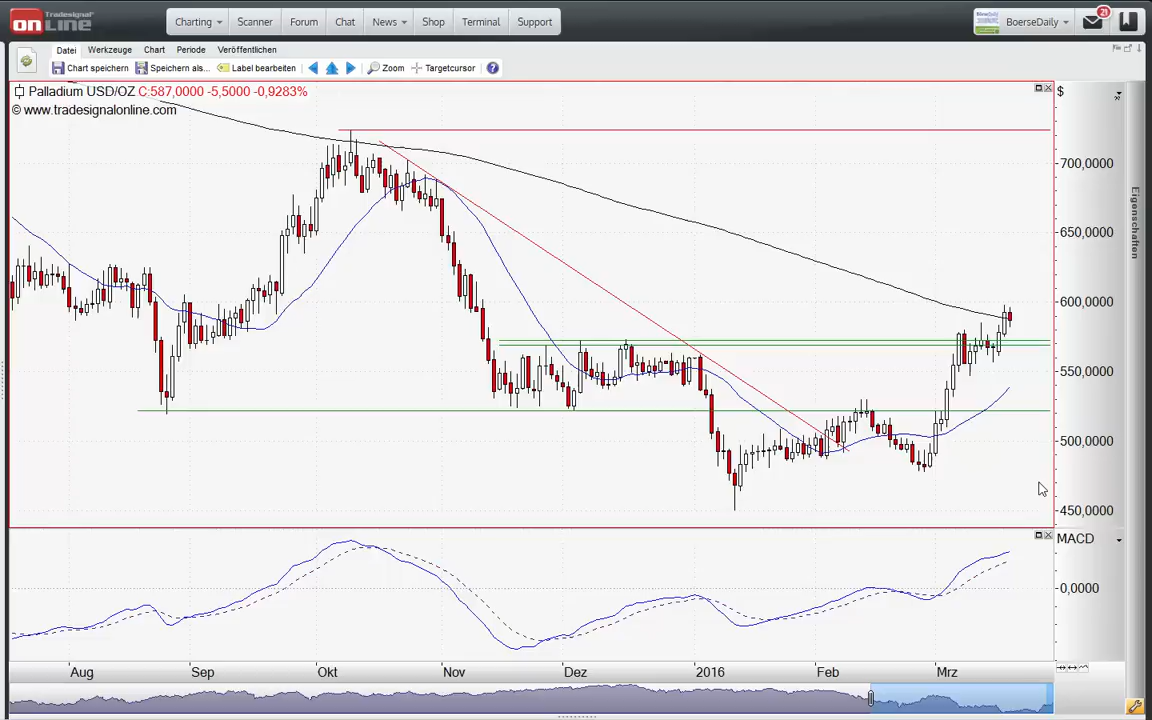 Tradesignal
on LINE
Charting Scanner Forum Chat News Shop Terminal Support
BoerseDaily
21
Datei Werkzeuge Chart Periode Veröffentlichen
Chart speichern Speichern als... Label bearbeiten Zoom Targetcursor ?
Palladium USD/OZ C:587,0000 -5,5000 -0,9283%
© www.tradesignalonline.com
$
700,0000
650,0000
600,0000
550,0000
500,0000
450,0000
Eigenschaften
MACD
0,0000
Aug Sep Okt Nov Dez 2016 Feb Mrz